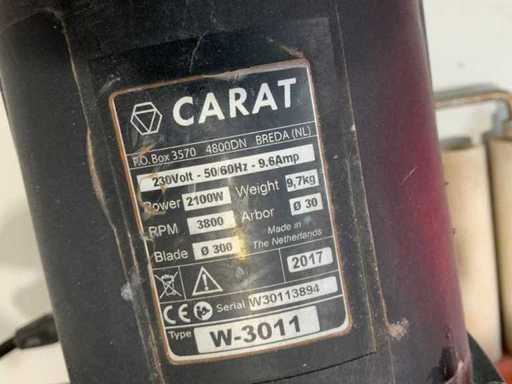 CARAT
P.O. Box 3570 4800DN BREDA (NL)
230Volt - 50/60Hz - 9.6Amp
Power 2100W Weight 9,7kg
RPM 3800 Arbor Ø 30
Blade Ø 300 Made in
The Netherlands
2017
CE Serial W30113894
Type W-3011